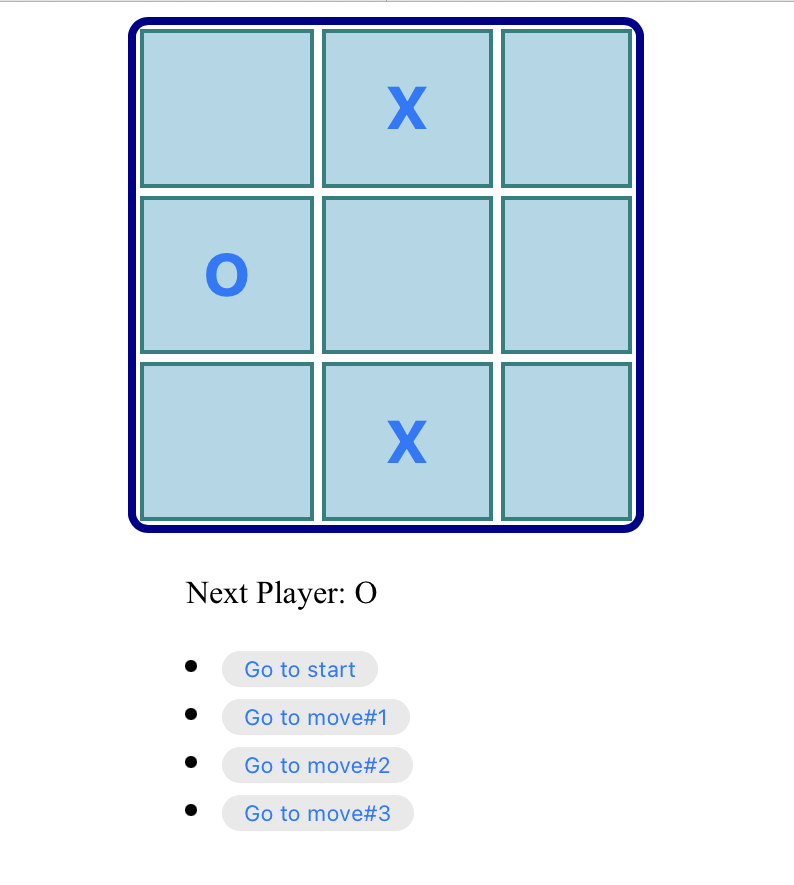 X
O
X
Next Player: O
Go to start
Go to move#1
Go to move#2
Go to move#3